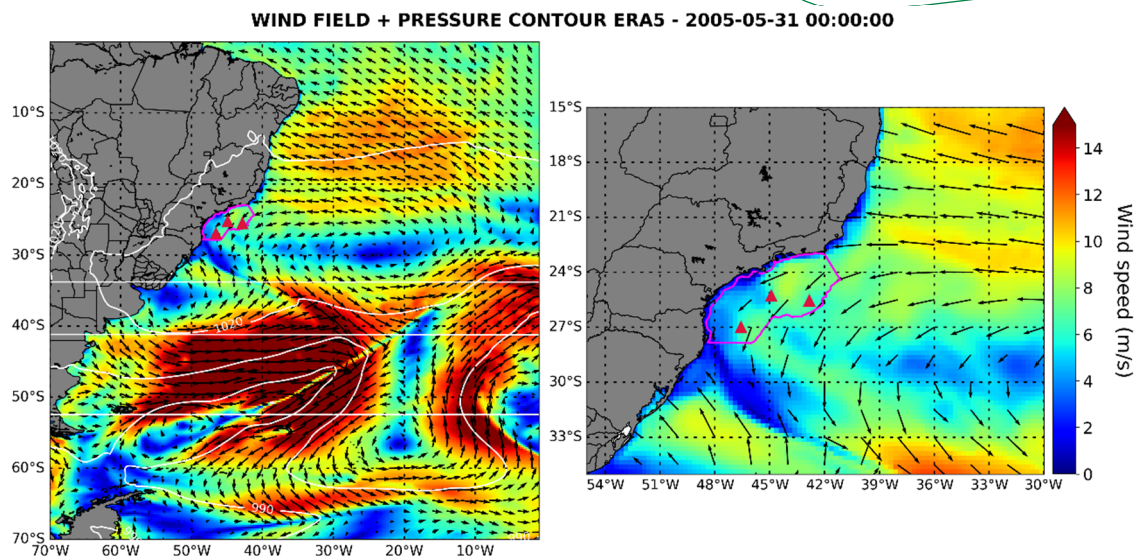 WIND FIELD + PRESSURE CONTOUR ERA5 - 2005-05-31 00:00:00
10°S
20°S
30°S
40°S
50°S
60°S
70°S
70°W 60°W 50°W 40°W 30°W 20°W 10°W
1020
990
15°S
18°S
21°S
24°S
27°S
30°S
33°S
54°W 51°W 48°W 45°W 42°W 39°W 36°W 33°W 30°W
14
12
10
8
6
4
2
0
Wind speed (m/s)